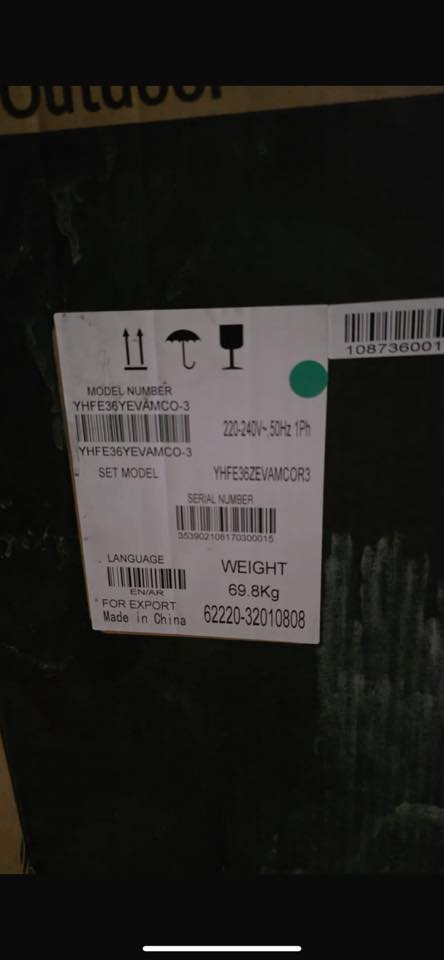 Outdoor
108736001
MODEL NUMBER
YHFE36YEVAMCO-3
220-240V~,50Hz 1Ph
YHFE36YEVAMCO-3
SET MODEL YHFE36ZEVAMCOR3
SERIAL NUMBER
353902108170300015
LANGUAGE
EN/AR
WEIGHT
69.8Kg
FOR EXPORT
Made in China
62220-32010808